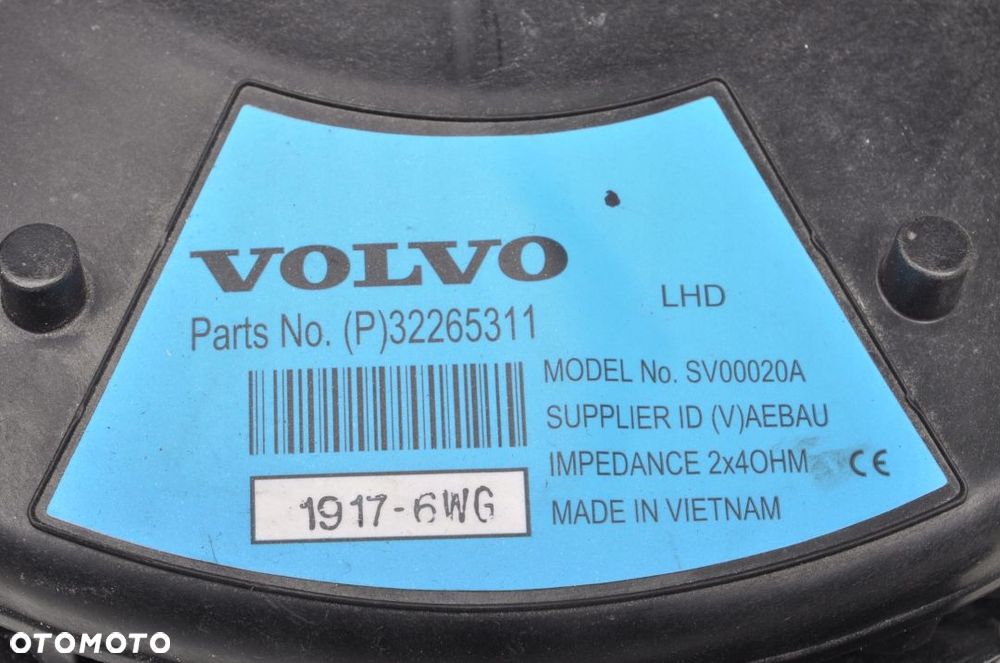 VOLVO
LHD
Parts No. (P)32265311
MODEL No. SV00020A
SUPPLIER ID (V)AEBAU
IMPEDANCE 2x4OHM CE
1917-6WG
MADE IN VIETNAM
OTOMOTO